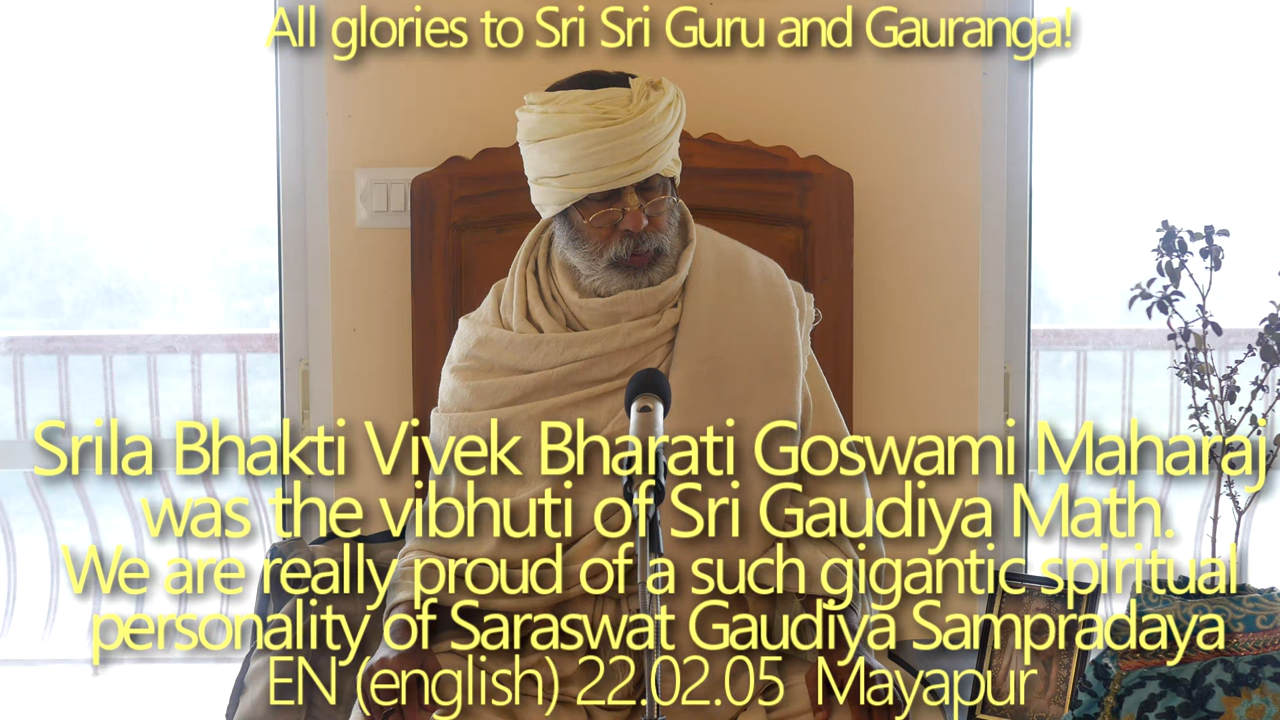 All glories to Sri Sri Guru and Gauranga!
Srila Bhakti Vivek Bharati Goswami Maharaj
was the vibhuti of Sri Gaudiya Math.
We are really proud of a such gigantic spiritual
personality of Saraswat Gaudiya Sampradaya
EN (english) 22.02.05 Mayapur